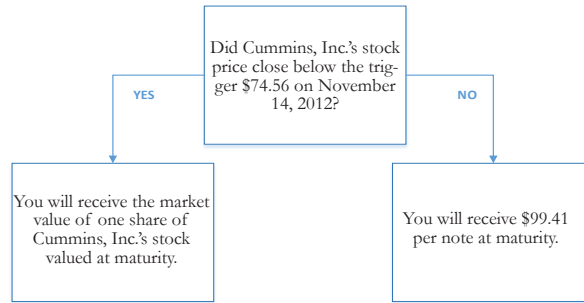 Did Cummins, Inc.'s stock
price close below the trig-
ger $74.56 on November
14, 2012?
YES
NO
You will receive the market
value of one share of
Cummins, Inc.'s stock
valued at maturity.
You will receive $99.41
per note at maturity.